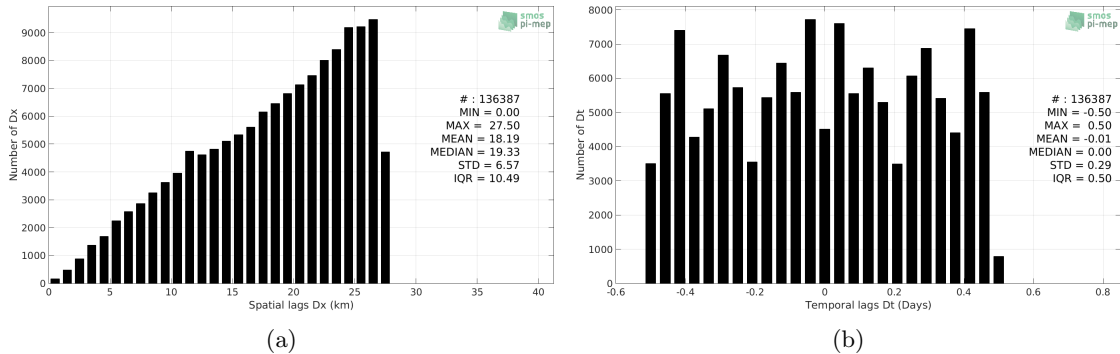 smos
pi-mep
9000
8000
7000
6000
5000
4000
3000
2000
1000
0
Number of Dx
# : 136387
MIN = 0.00
MAX = 27.50
MEAN = 18.19
MEDIAN = 19.33
STD = 6.57
IQR = 10.49
0 5 10 15 20 25 30 35 40
Spatial lags Dx (km)
(a)
smos
pi-mep
8000
7000
6000
5000
4000
3000
2000
1000
0
Number of Dt
# : 136387
MIN = -0.50
MAX = 0.50
MEAN = -0.01
MEDIAN = 0.00
STD = 0.29
IQR = 0.50
-0.6 -0.4 -0.2 0 0.2 0.4 0.6 0.8
Temporal lags Dt (Days)
(b)